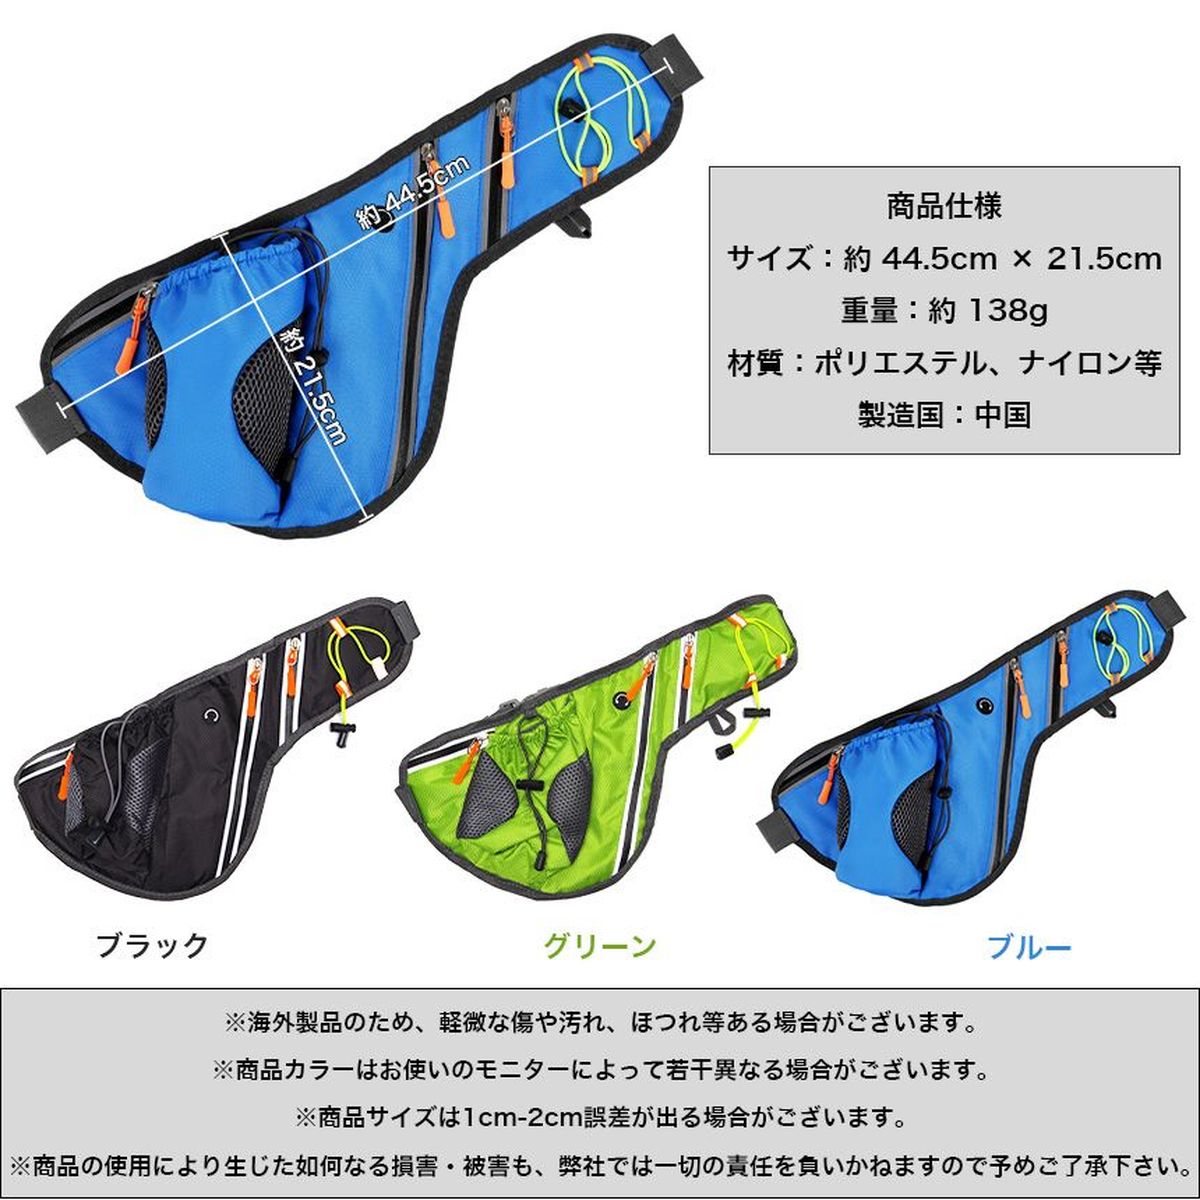 約 44.5cm
約 21.5cm
商品仕様
サイズ：約 44.5cm × 21.5cm
重量：約 138g
材質：ポリエステル、ナイロン等
製造国：中国
ブラック
グリーン
ブルー
※海外製品のため、軽微な傷や汚れ、ほつれ等ある場合がございます。
※商品カラーはお使いのモニターによって若干異なる場合がございます。
※商品サイズは1cm-2cm誤差が出る場合がございます。
※商品の使用により生じた如何なる損害・被害も、弊社では一切の責任を負いかねますので予めご了承下さい。